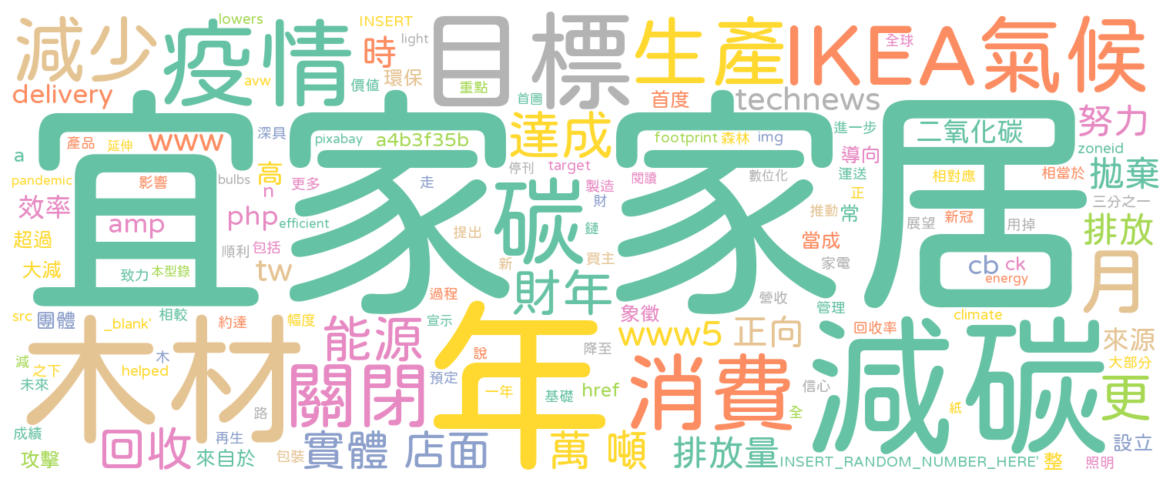 減少
疫情
lowers
avw
INSERT
light
時
環保
價值
目標
重點
首圖
生產
首度
IKEA
全球
氣候
delivery
technews
宜家家居
產品
延伸
www
深具
pixabay
a4b3f35b
達成
footprint
森林
img
進一步
二氧化碳
努力
zoneid
a
pandemic
影響
bulbs
高
n
更多
走
停刊
target
閱讀
製造
財
數位化
導向
運送
正
相對應
相當於
拋棄
三分之一
效率
amp
php
efficient
碳
鏈
推動
常
新冠
展望
用掉
排放
超過
順利
包括
提出
新
買主
當成
家電
大減
致力
本型錄
tw
財年
cb
ck
energy
月
src
團體
_blank'
相較
約達
幅度
過程
宣示
象徵
營收
管理
climate
木材
能源
年
www5
正向
回收率
減碳
來源
大部分
減
之下
未來
木
helped
說
預定
降至
關閉
一年
基礎
href
消費
信心
全
紙
更
路
成績
攻擊
回收
再生
來自於
包裝
實體
店面
萬
噸
排放量
INSERT_RANDOM_NUMBER_HERE'
整
照明
設立